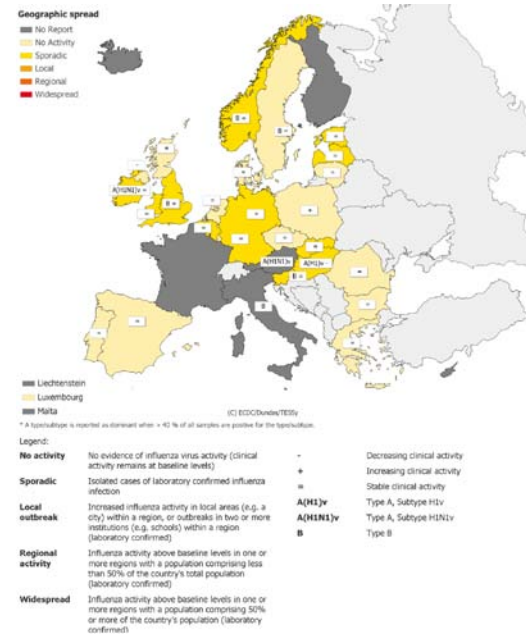 Geographic spread
No Report
No Activity
Sporadic
Local
Regional
Widespread
B =
B -
=
=
=
=
=
A(H1N1)v =
B =
=
=
=
=
=
=
+
=
=
A(H1N1)v
A(H1)v -
B =
B
=
=
=
=
=
Liechtenstein
Luxembourg
Malta
(C) ECDC/Dundas/TESSy
* A type/subtype is reported as dominant when > 40 % of all samples are positive for the type/subtype.
Legend:
No activity No evidence of influenza virus activity (clinical activity remains at baseline levels) - Decreasing clinical activity
+ Increasing clinical activity
Sporadic Isolated cases of laboratory confirmed influenza infection = Stable clinical activity
A(H1)v Type A, Subtype H1v
Local outbreak Increased influenza activity in local areas (e.g. a city) within a region, or outbreaks in two or more institutions (e.g. schools) within a region (laboratory confirmed) A(H1N1)v Type A, Subtype H1N1v
B Type B
Regional activity Influenza activity above baseline levels in one or more regions with a population comprising less than 50% of the country's total population (laboratory confirmed)
Widespread Influenza activity above baseline levels in one or more regions with a population comprising 50% or more of the country's population (laboratory confirmed)